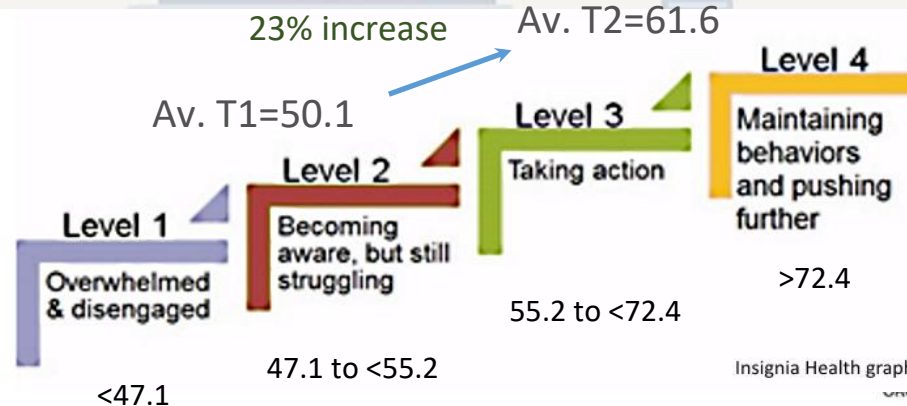 23% increase
Av. T2=61.6
Av. T1=50.1
Level 1
Overwhelmed
& disengaged
<47.1
Level 2
Becoming
aware, but still
struggling
47.1 to <55.2
Level 3
Taking action
55.2 to <72.4
Level 4
Maintaining
behaviors
and pushing
further
>72.4
Insignia Health